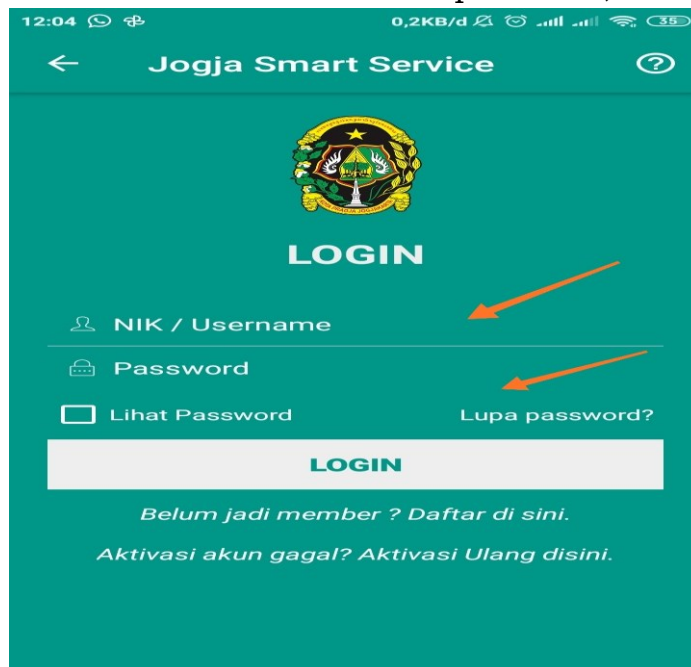 12:04 0,2KB/d 35
Jogja Smart Service
LOGIN
NIK / Username
Password
Lihat Password Lupa password?
LOGIN
Belum jadi member ? Daftar di sini.
Aktivasi akun gagal? Aktivasi Ulang disini.